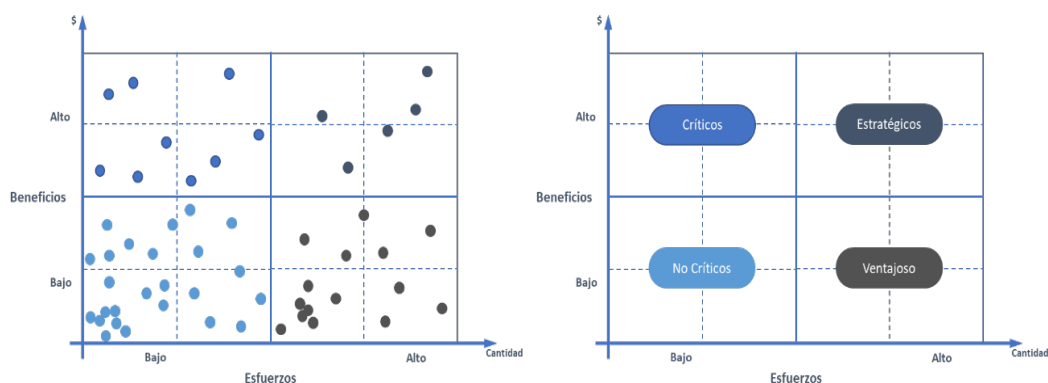 $
Alto
Beneficios
Bajo
Bajo
Alto
Cantidad
Esfuerzos
$
Alto
Críticos
Estratégicos
Beneficios
Bajo
No Críticos
Ventajoso
Bajo
Alto
Cantidad
Esfuerzos